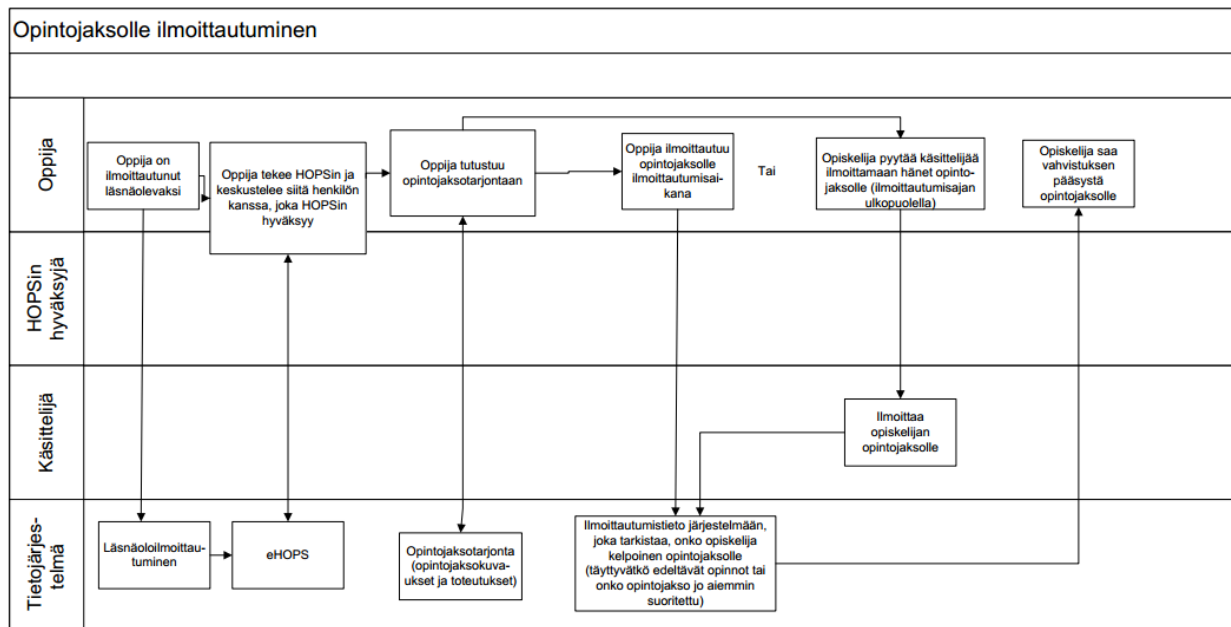 Opintojaksolle ilmoittautuminen
Oppija
Oppija on
ilmoittautunut
läsnäolevaksi
Oppija tekee HOPSin ja
keskustelee siitä henkilön
kanssa, joka HOPSin
hyväksyy
Oppija tutustuu
opintojaksotarjontaan
Oppija ilmoittautuu
opintojaksolle
ilmoittautumisai-
kana
Tai
Opiskelija pyytää käsittelijää
ilmoittamaan hänet opinto-
jaksolle (ilmoittautumisajan
ulkopuolella)
Opiskelija saa
vahvistuksen
pääsystä
opintojaksolle
HOPSin
hyväksyjä
Käsittelijä
Ilmoittaa
opiskelijan
opintojaksolle
Tietojärjes-
telmä
Läsnäoloilmoittau-
tuminen
eHOPS
Opintojaksotarjonta
(opintojaksokuva-
ukset ja toteutukset)
Ilmoittautumistieto järjestelmään,
joka tarkistaa, onko opiskelija
kelpoinen opintojaksolle
(täyttyvätkö edeltävät opinnot tai
onko opintojakso jo aiemmin
suoritettu)